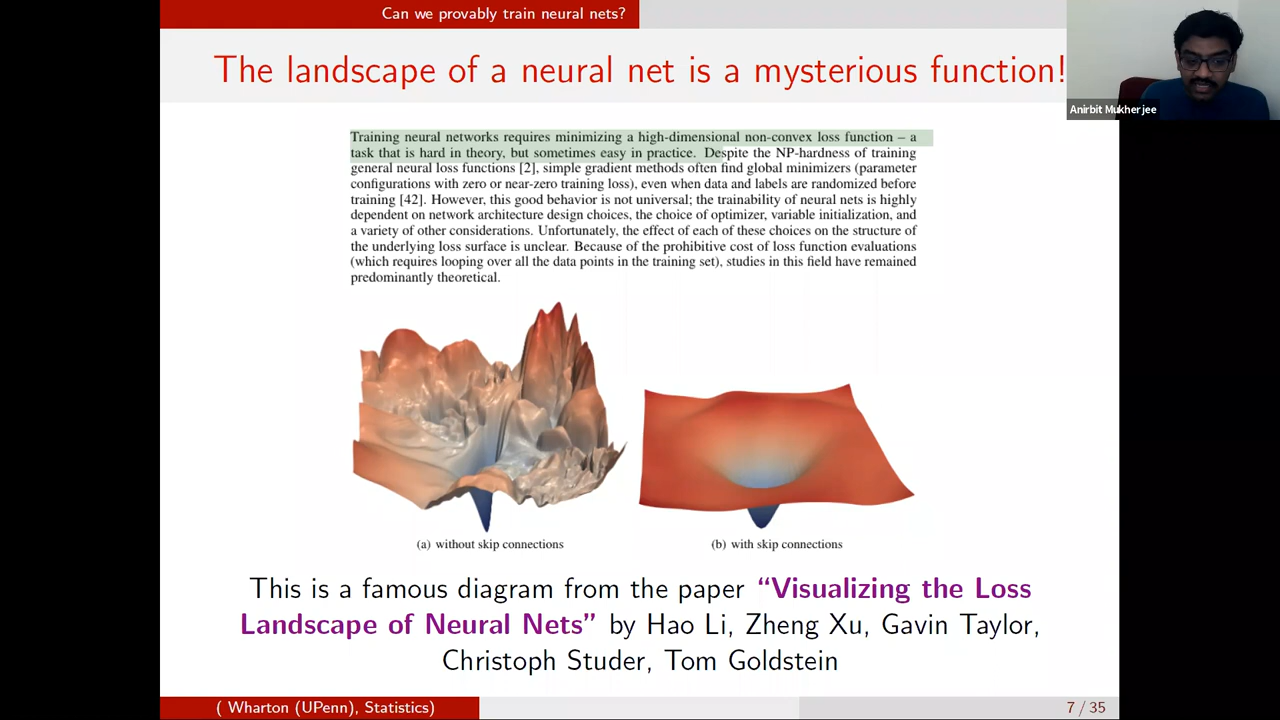 Can we provably train neural nets?
The landscape of a neural net is a mysterious function!
Anirbit Mukherjee
Training neural networks requires minimizing a high-dimensional non-convex loss function – a
task that is hard in theory, but sometimes easy in practice. Despite the NP-hardness of training
general neural loss functions [2], simple gradient methods often find global minimizers (parameter
configurations with zero or near-zero training loss), even when data and labels are randomized before
training [42]. However, this good behavior is not universal; the trainability of neural nets is highly
dependent on network architecture design choices, the choice of optimizer, variable initialization, and
a variety of other considerations. Unfortunately, the effect of each of these choices on the structure of
the underlying loss surface is unclear. Because of the prohibitive cost of loss function evaluations
(which requires looping over all the data points in the training set), studies in this field have remained
predominantly theoretical.
(a) without skip connections
(b) with skip connections
This is a famous diagram from the paper “Visualizing the Loss
Landscape of Neural Nets” by Hao Li, Zheng Xu, Gavin Taylor,
Christoph Studer, Tom Goldstein
( Wharton (UPenn), Statistics)
7 / 35